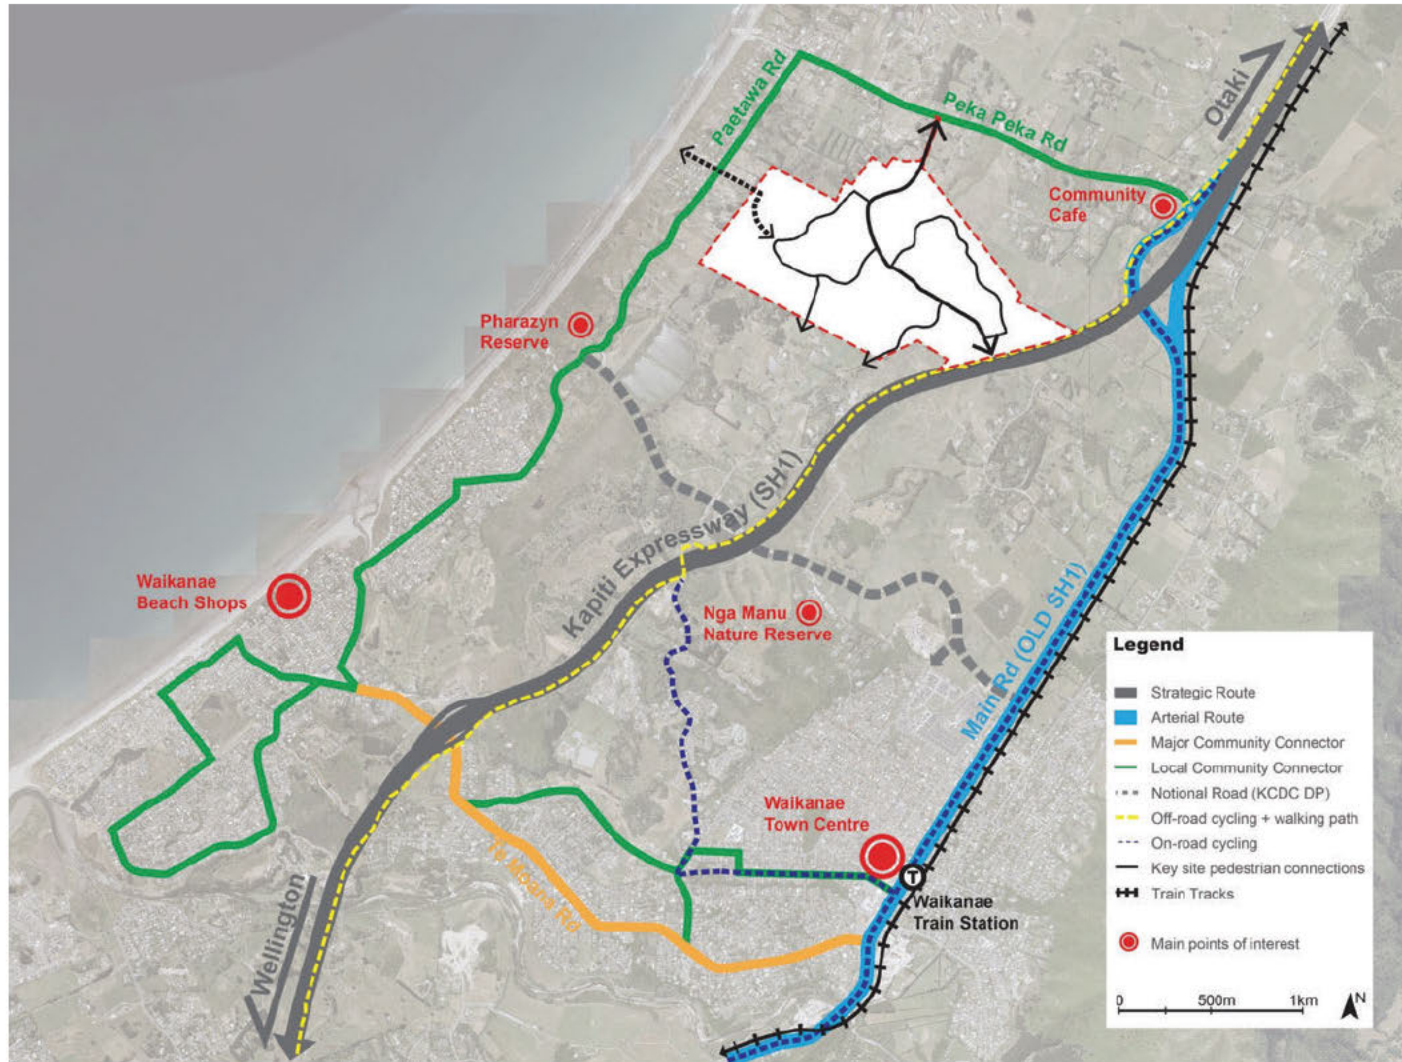 Paetawa Rd
Peka Peka Rd
Otaki
Community
Cafe
Pharazyn
Reserve
Kapiti Expressway (SH1)
Waikanae
Beach Shops
Nga Manu
Nature Reserve
Main Rd (OLD SH1)
Waikanae
Town Centre
T
Waikanae
Train Station
Te Moana Rd
Wellington
Legend
Strategic Route
Arterial Route
Major Community Connector
Local Community Connector
Notional Road (KCDC DP)
Off-road cycling + walking path
On-road cycling
Key site pedestrian connections
Train Tracks
Main points of interest
0 500m 1km N